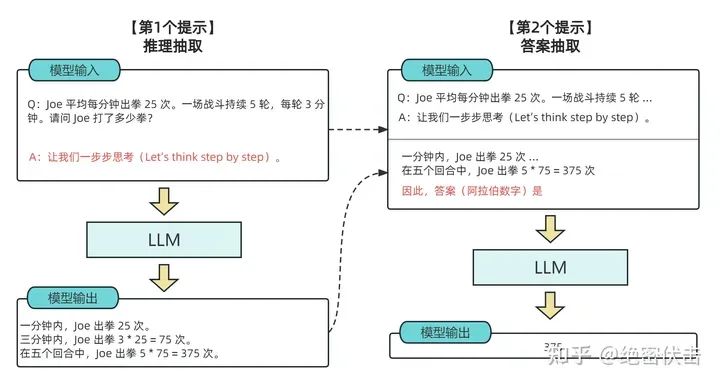 【第1个提示】
推理抽取
模型输入
Q：Joe 平均每分钟出拳 25 次。一场战斗持续 5 轮，每轮 3 分
钟。请问 Joe 打了多少拳？
A：让我们一步步思考（Let’s think step by step）。
LLM
模型输出
一分钟内，Joe 出拳 25 次。
三分钟内，Joe 出拳 3 * 25 = 75 次。
在五个回合中，Joe 出拳 5 * 75 = 375 次。
【第2个提示】
答案抽取
模型输入
Q：Joe 平均每分钟出拳 25 次。一场战斗持续 5 轮 ...
A：让我们一步步思考（Let’s think step by step）。
一分钟内，Joe 出拳 25 次 ...
在五个回合中，Joe 出拳 5 * 75 = 375 次
因此，答案（阿拉伯数字）是
LLM
模型输出
375
知乎 @绝密伏击